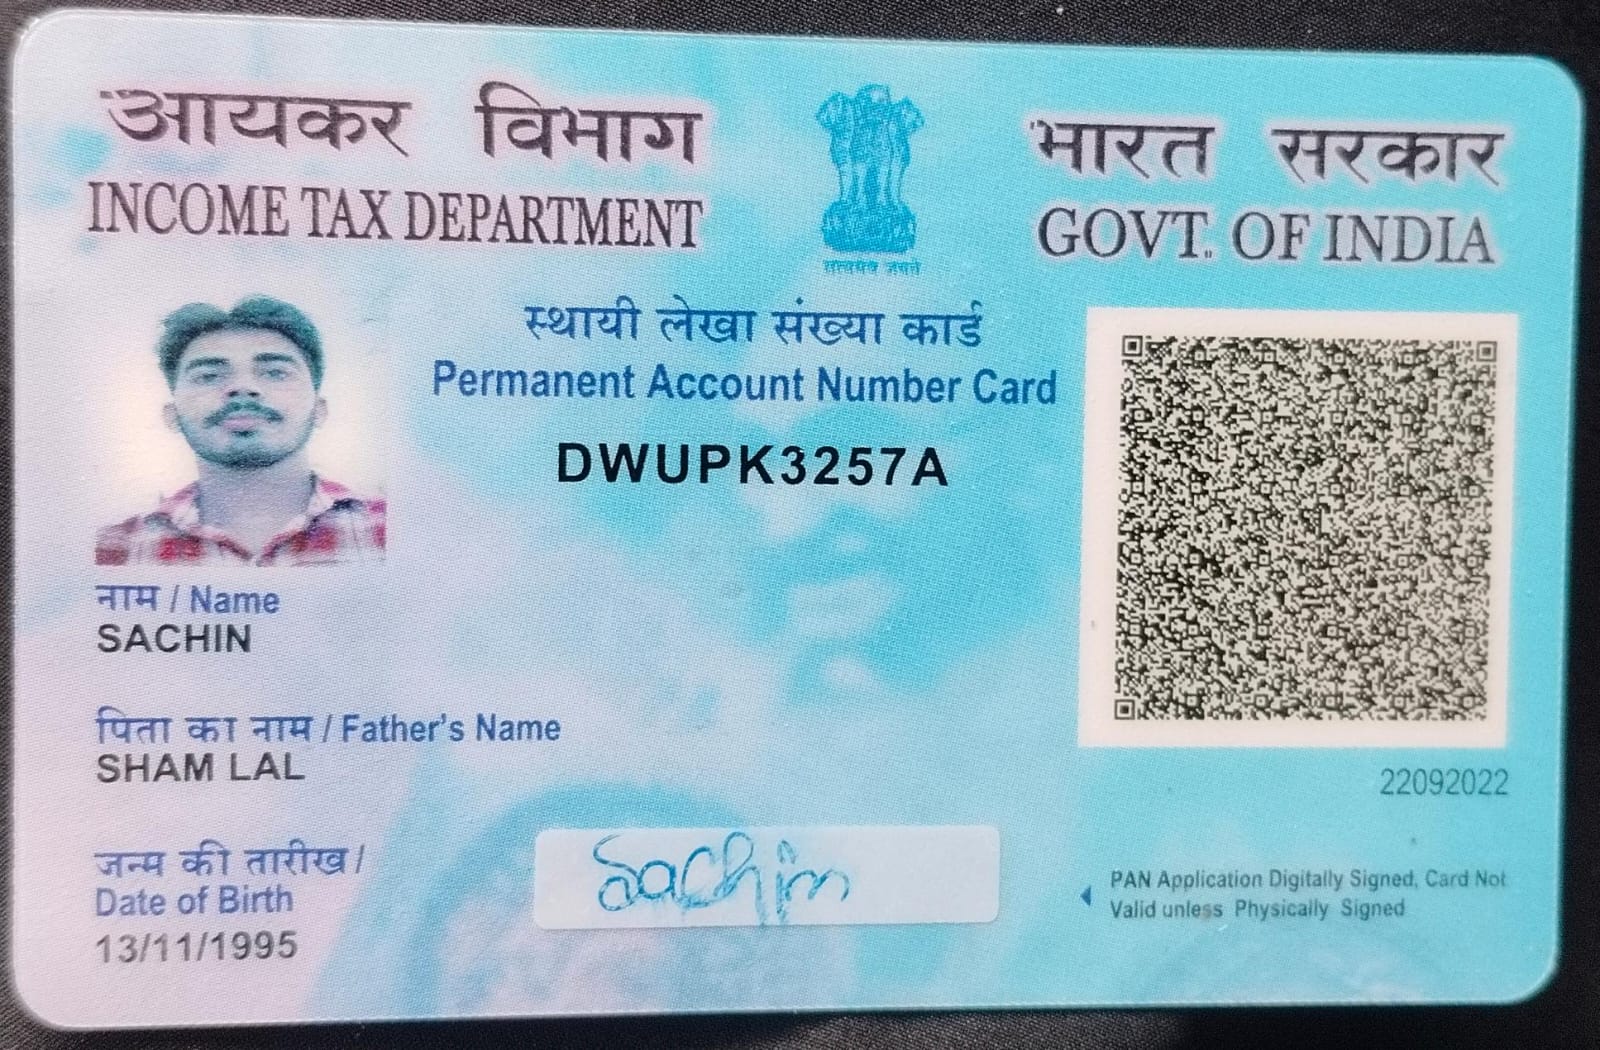 आयकर विभाग
INCOME TAX DEPARTMENT
सत्यमेव जयते
भारत सरकार
GOVT. OF INDIA
स्थायी लेखा संख्या कार्ड
Permanent Account Number Card
DWUPK3257A
नाम / Name
SACHIN
पिता का नाम / Father's Name
SHAM LAL
जन्म की तारीख /
Date of Birth
13/11/1995
Sachin
22092022
PAN Application Digitally Signed, Card Not
Valid unless Physically Signed